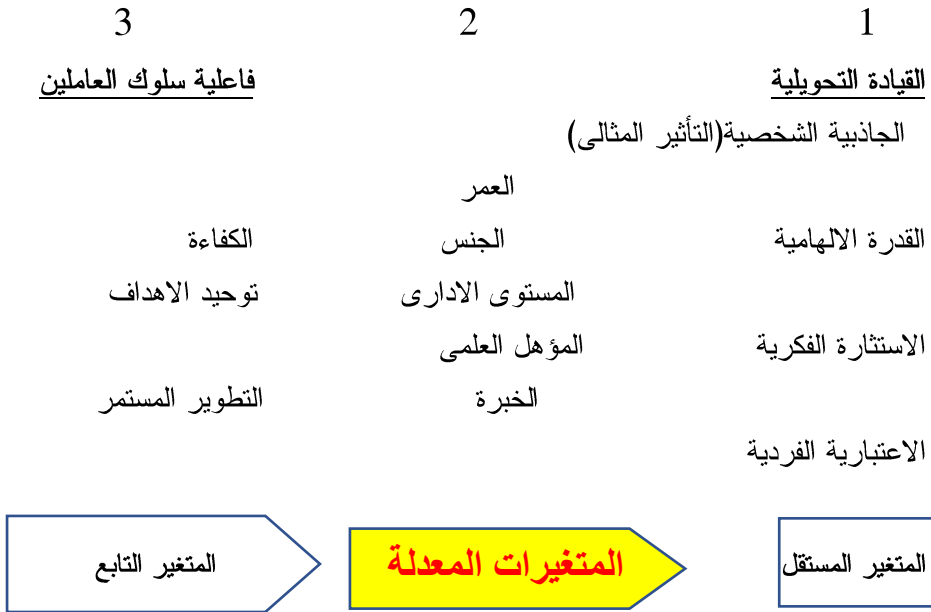 1 2 3
القيادة التحويلية فاعلية سلوك العاملين
الجاذبية الشخصية(التأثير المثالى)
العمر
القدرة الالهامية الجنس الكفاءة
المستوى الادارى توحيد الاهداف
الاستثارة الفكرية المؤهل العلمى
الخبرة التطوير المستمر
الاعتبارية الفردية
المتغير المستقل المتغيرات المعدلة المتغير التابع